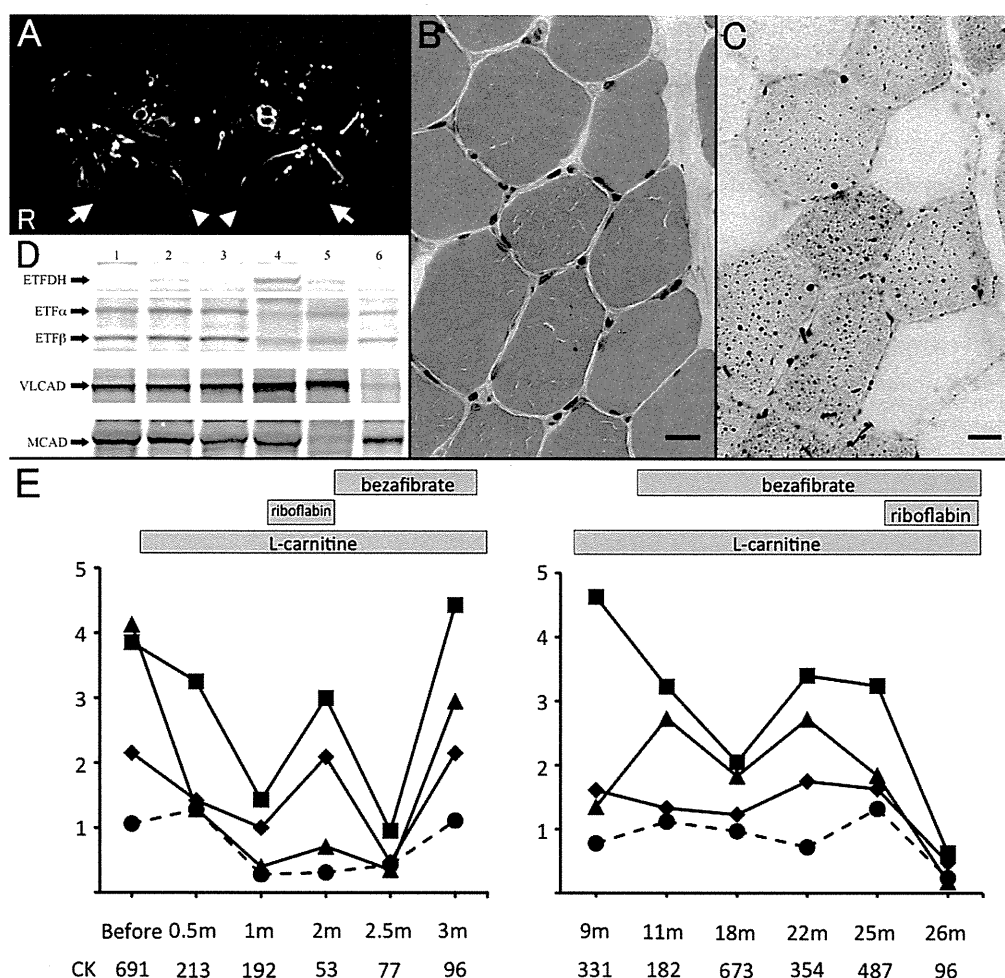 A
B
C
R
D
1 2 3 4 5 6
ETFDH
ETFα
ETFβ
VLCAD
MCAD
E
bezafibrate
riboflabin
L-carnitine
bezafibrate
riboflabin
L-carnitine
5
4
3
2
1
Before 0.5m 1m 2m 2.5m 3m
CK 691 213 192 53 77 96
5
4
3
2
1
9m 11m 18m 22m 25m 26m
331 182 673 354 487 96